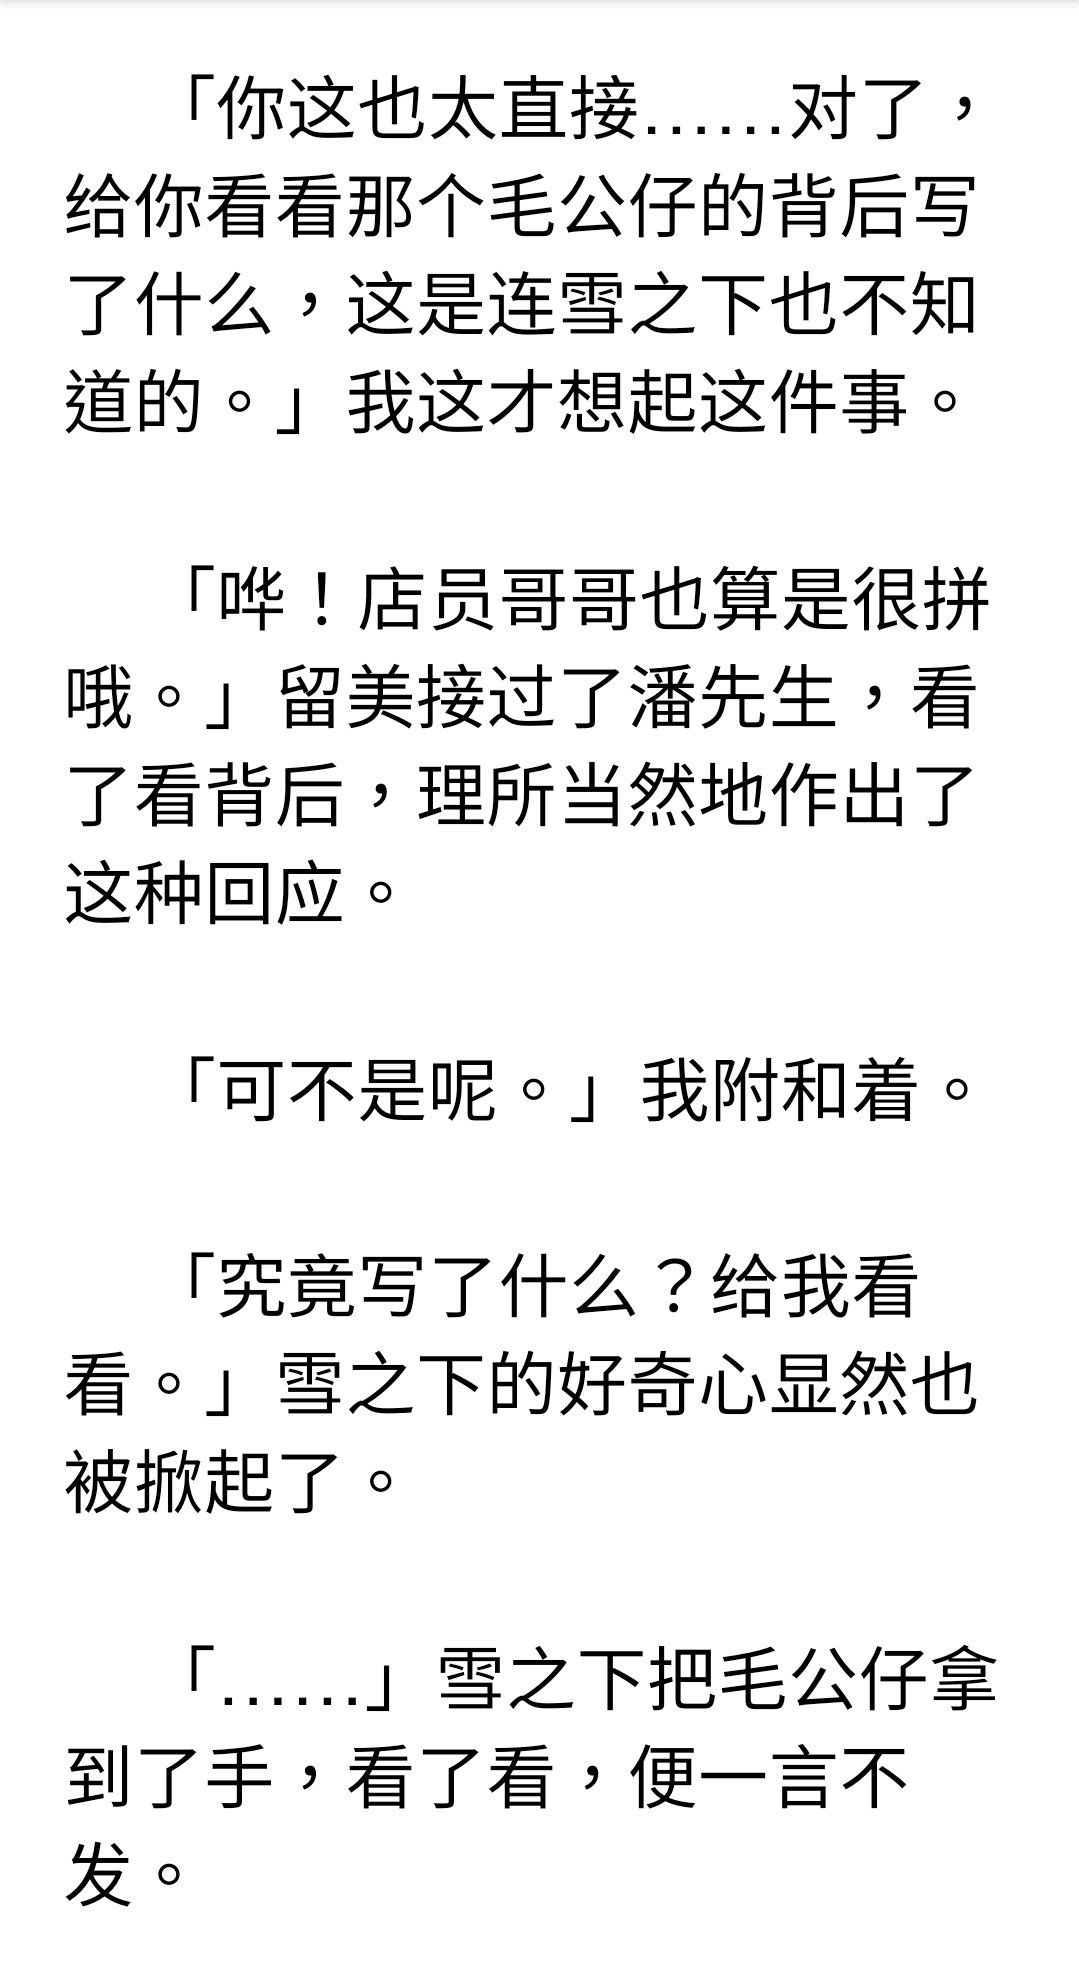 「你这也太直接……对了，
给你看看那个毛公仔的背后写
了什么，这是连雪之下也不知
道的。」我这才想起这件事。
「哗！店员哥哥也算是很拼
哦。」留美接过了潘先生，看
了看背后，理所当然地作出了
这种回应。
「可不是呢。」我附和着。
「究竟写了什么？给我看
看。」雪之下的好奇心显然也
被掀起了。
「……」雪之下把毛公仔拿
到了手，看了看，便一言不
发。